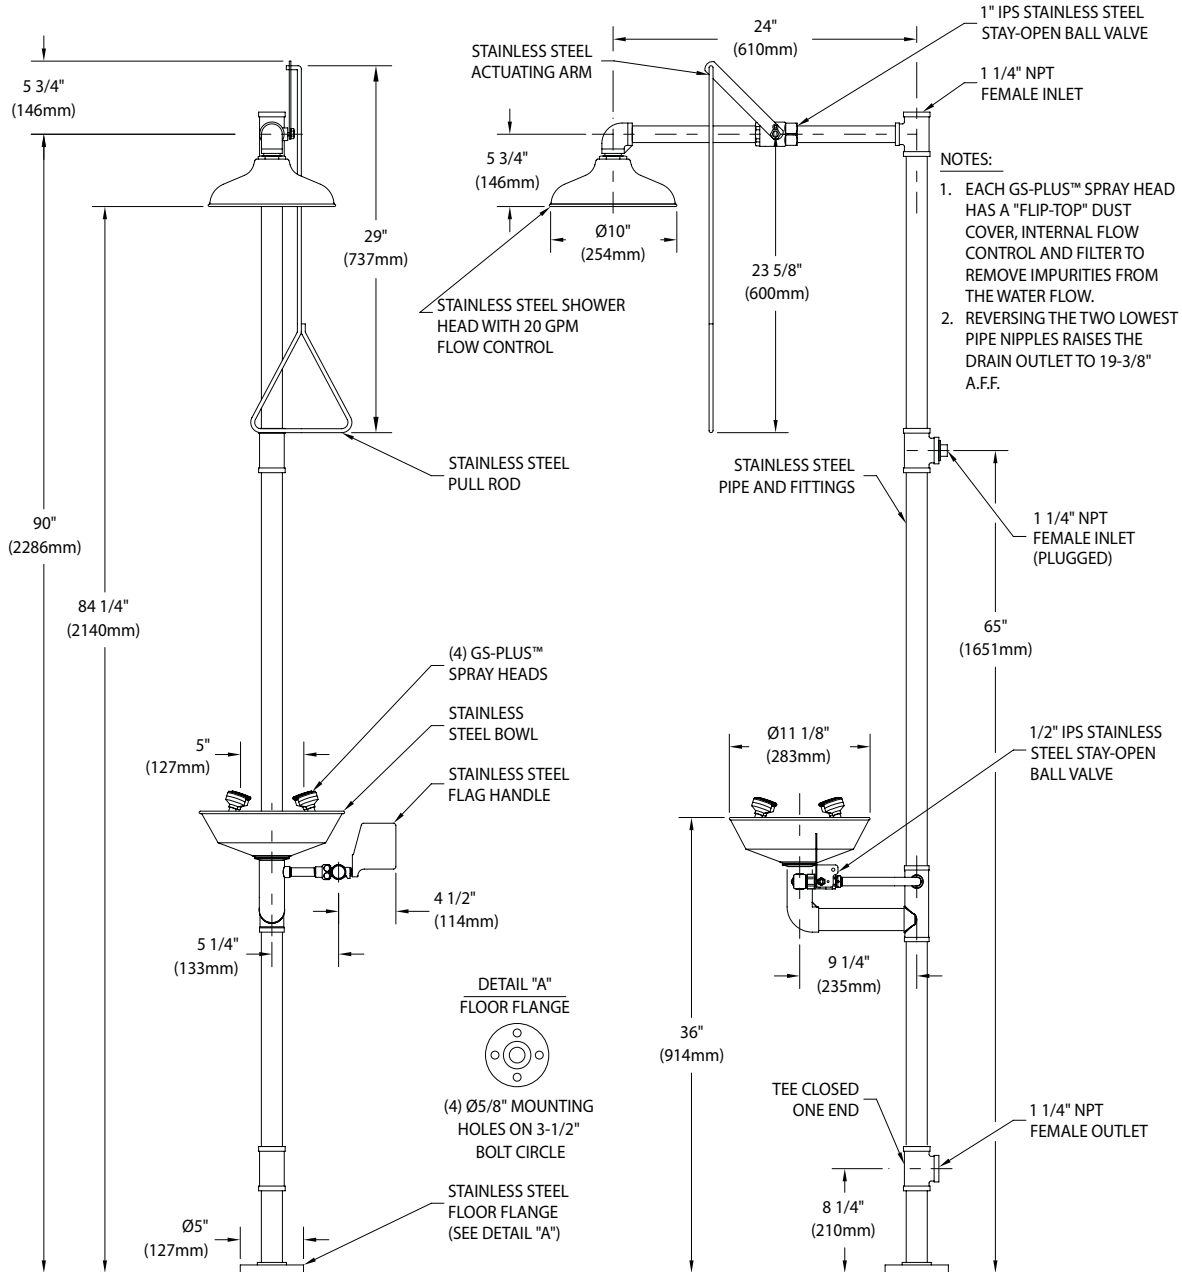 5 3/4"
(146mm)
90"
(2286mm)
84 1/4"
(2140mm)
29"
(737mm)
STAINLESS STEEL
PULL ROD
(4) GS-PLUS™
SPRAY HEADS
STAINLESS
STEEL BOWL
STAINLESS STEEL
FLAG HANDLE
5"
(127mm)
4 1/2"
(114mm)
5 1/4"
(133mm)
DETAIL "A"
FLOOR FLANGE
(4) Ø5/8" MOUNTING
HOLES ON 3-1/2"
BOLT CIRCLE
STAINLESS STEEL
FLOOR FLANGE
(SEE DETAIL "A")
Ø5"
(127mm)
STAINLESS STEEL
ACTUATING ARM
24"
(610mm)
1" IPS STAINLESS STEEL
STAY-OPEN BALL VALVE
1 1/4" NPT
FEMALE INLET
5 3/4"
(146mm)
Ø10"
(254mm)
STAINLESS STEEL SHOWER
HEAD WITH 20 GPM
FLOW CONTROL
23 5/8"
(600mm)
NOTES:
1. EACH GS-PLUS™ SPRAY HEAD
HAS A "FLIP-TOP" DUST
COVER, INTERNAL FLOW
CONTROL AND FILTER TO
REMOVE IMPURITIES FROM
THE WATER FLOW.
2. REVERSING THE TWO LOWEST
PIPE NIPPLES RAISES THE
DRAIN OUTLET TO 19-3/8"
A.F.F.
STAINLESS STEEL
PIPE AND FITTINGS
1 1/4" NPT
FEMALE INLET
(PLUGGED)
65"
(1651mm)
Ø11 1/8"
(283mm)
1/2" IPS STAINLESS
STEEL STAY-OPEN
BALL VALVE
9 1/4"
(235mm)
36"
(914mm)
TEE CLOSED
ONE END
1 1/4" NPT
FEMALE OUTLET
8 1/4"
(210mm)